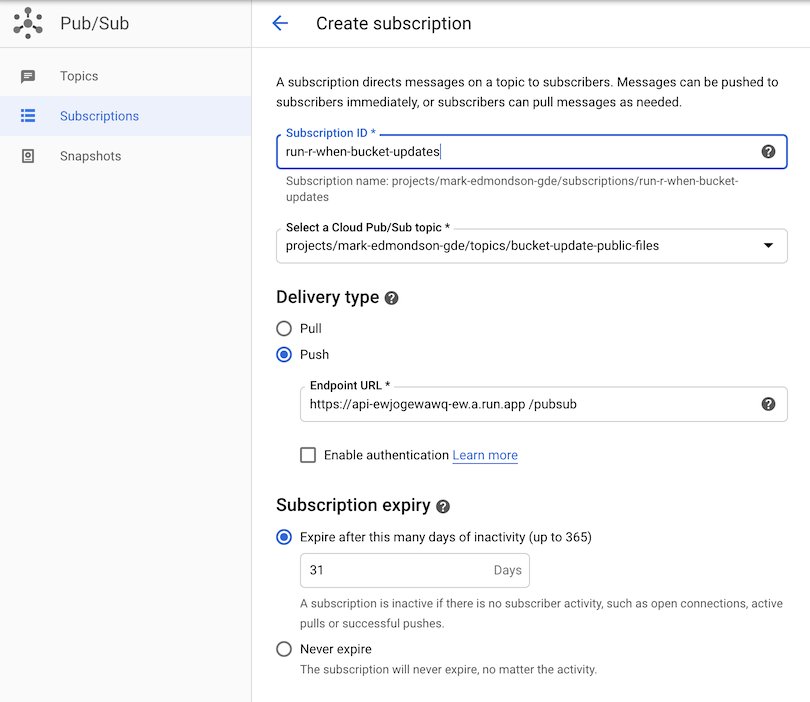 Pub/Sub
Create subscription
Topics
Subscriptions
Snapshots
A subscription directs messages on a topic to subscribers. Messages can be pushed to
subscribers immediately, or subscribers can pull messages as needed.
Subscription ID *
run-r-when-bucket-updates
Subscription name: projects/mark-edmondson-gde/subscriptions/run-r-when-bucket-
updates
Select a Cloud Pub/Sub topic *
projects/mark-edmondson-gde/topics/bucket-update-public-files
Delivery type
Pull
Push
Endpoint URL *
https://api-ewjogewawq-ew.a.run.app /pubsub
Enable authentication Learn more
Subscription expiry
Expire after this many days of inactivity (up to 365)
31 Days
A subscription is inactive if there is no subscriber activity, such as open connections, active
pulls or successful pushes.
Never expire
The subscription will never expire, no matter the activity.